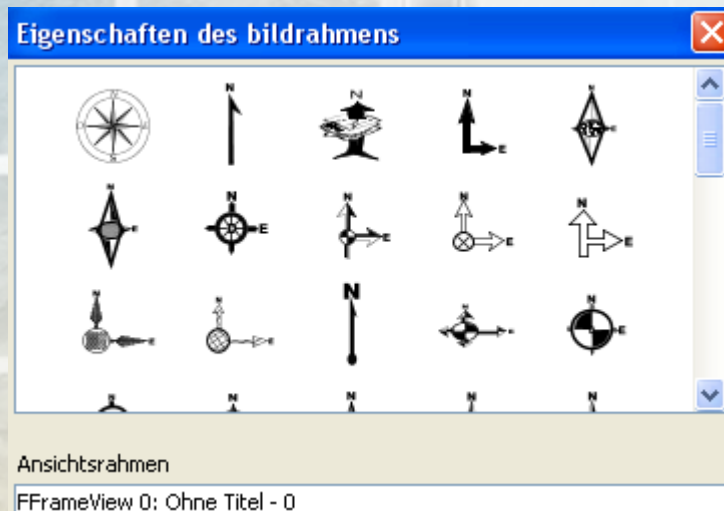 Eigenschaften des bildrahmens
N N N N
E
N N N N N
E E E E E
N N N N N
E E E E
N N N N N
Ansichtsrahmen
FFrameView 0: Ohne Titel - 0